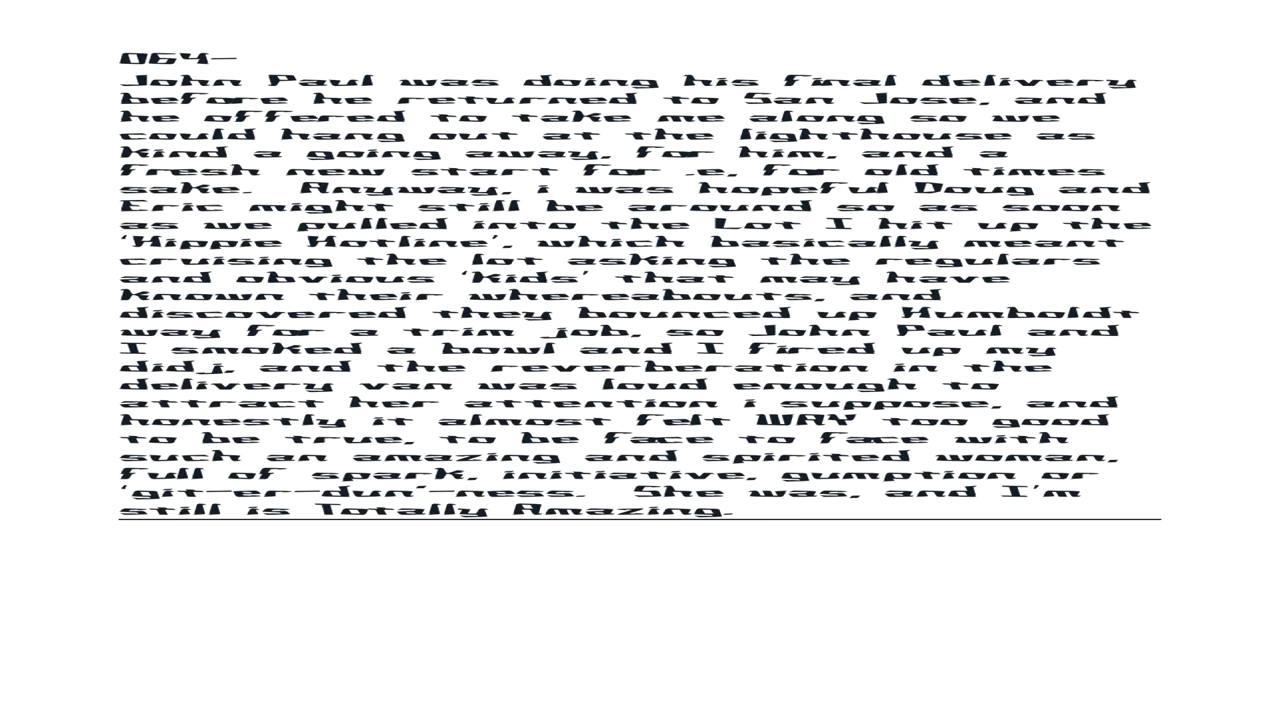 064—
John Paul was doing his final delivery
before he returned to San Jose, and
he offered to take me along so we
could hang out at the lighthouse as
kind a going away, for him, and a
fresh new start for .e, for old times
sake.  Anyway, i was hopeful Doug and
Eric might still be around so as soon
as we pulled into the Lot I hit up the
‘Hippie Hotline’, which basically meant
cruising the lot asking the regulars
and obvious ‘Kids’ that may have
known their whereabouts, and
discovered they bounced up Humboldt
way for a trim job, so John Paul and
I smoked a bowl and I fired up my
didj, and the reverberation in the
delivery van was loud enough to
attract her attention i suppose, and
honestly it almost felt WAY too good
to be true, to be face to face with
such an amazing and spirited woman,
full of spark, initiative, gumption or
‘git—er—dun’—ness.  She was, and I’m
still is Totally Amazing.